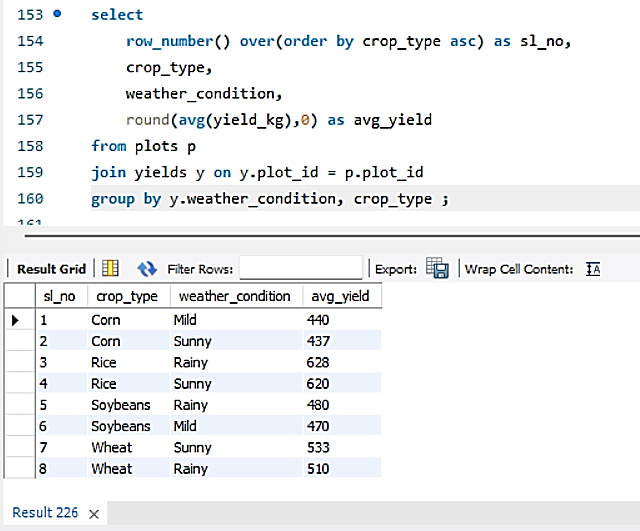 153 select
154 row_number() over(order by crop_type asc) as sl_no,
155 crop_type,
156 weather_condition,
157 round(avg(yield_kg),0) as avg_yield
158 from plots p
159 join yields y on y.plot_id = p.plot_id
160 group by y.weather_condition, crop_type ;
161
Result Grid Filter Rows: Export: Wrap Cell Content: IA
sl_no crop_type weather_condition avg_yield
1 Corn Mild 440
2 Corn Sunny 437
3 Rice Rainy 628
4 Rice Sunny 620
5 Soybeans Rainy 480
6 Soybeans Mild 470
7 Wheat Sunny 533
8 Wheat Rainy 510
Result 226 ×